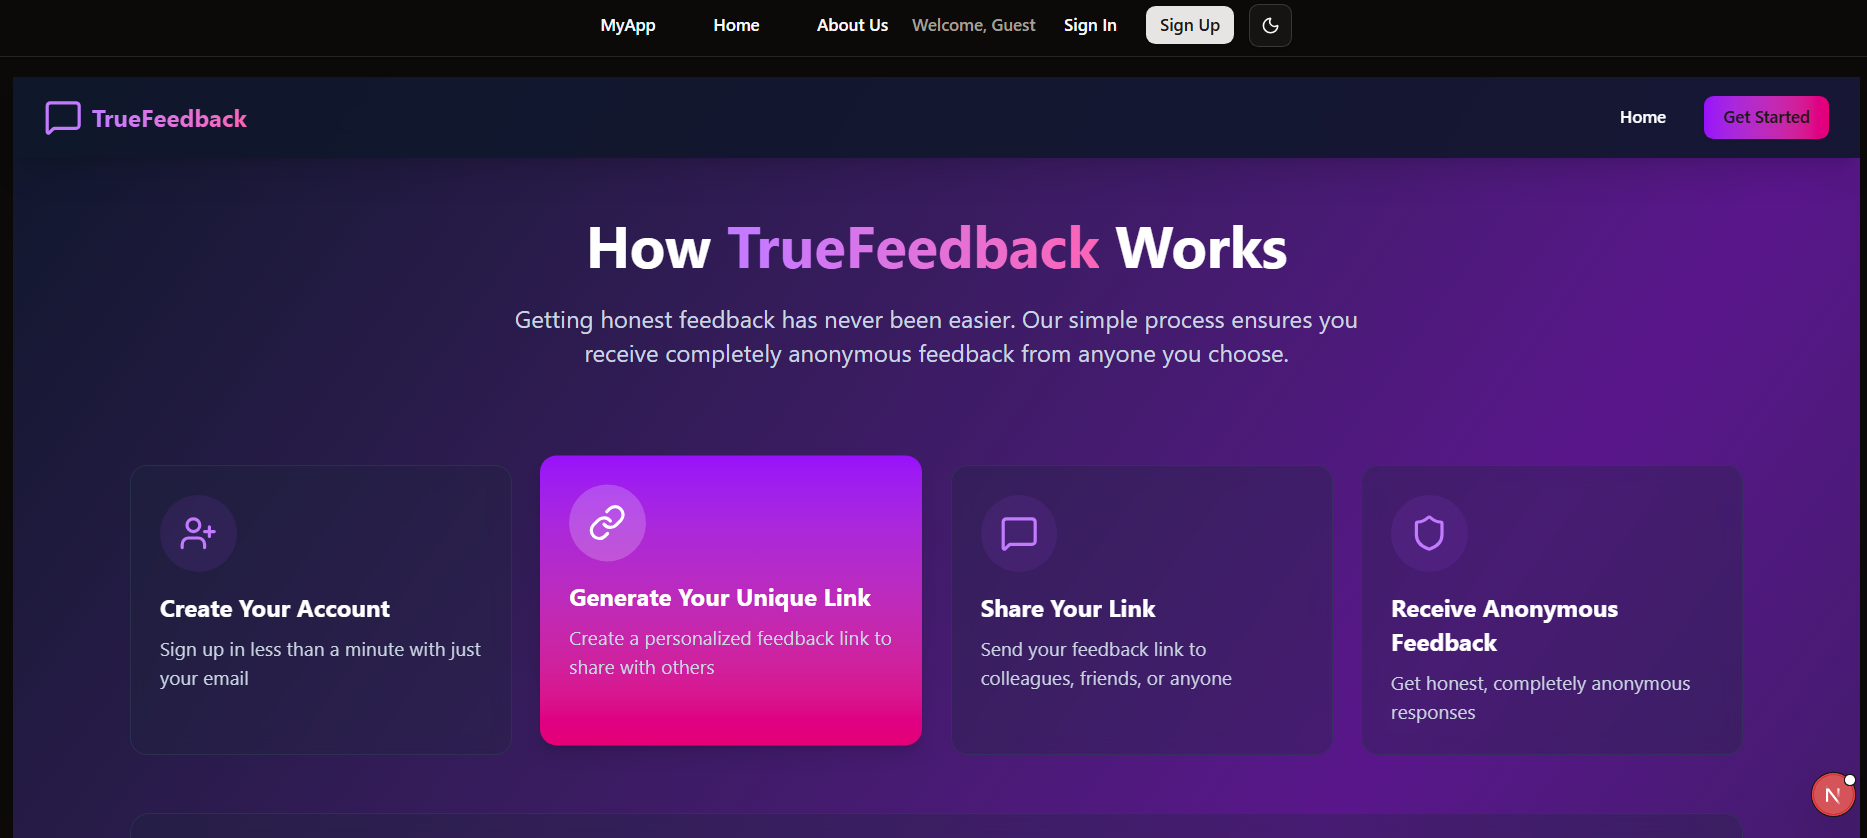 MyApp Home About Us Welcome, Guest Sign In Sign Up
TrueFeedback Home Get Started
How TrueFeedback Works
Getting honest feedback has never been easier. Our simple process ensures you
receive completely anonymous feedback from anyone you choose.
Create Your Account
Sign up in less than a minute with just
your email
Generate Your Unique Link
Create a personalized feedback link to
share with others
Share Your Link
Send your feedback link to
colleagues, friends, or anyone
Receive Anonymous
Feedback
Get honest, completely anonymous
responses
N